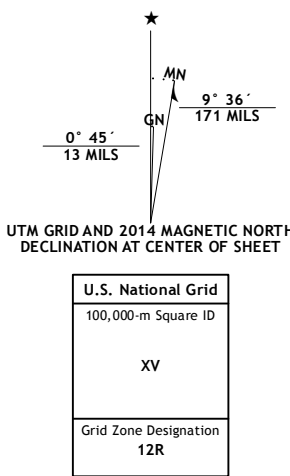 ★
MN
9° 36´
171 MILS
GN
0° 45´
13 MILS
UTM GRID AND 2014 MAGNETIC NORTH
DECLINATION AT CENTER OF SHEET
U.S. National Grid
100,000-m Square ID
XV
Grid Zone Designation
12R